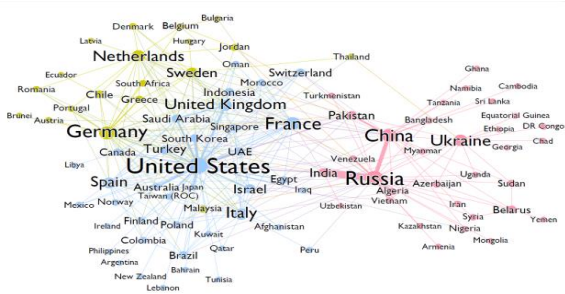 Bulgaria
Denmark Belgium
Latvia Hungary Jordan
Netherlands Oman Thailand
Ecuador Sweden Switzerland Ghana
Romania South Africa Morocco Namibia Cambodia
Chile Indonesia Turkmenistan
Portugal Greece United Kingdom Tanzania Sri Lanka
Brunei Austria Saudi Arabia Pakistan Bangladesh Equatorial Guinea
Germany Singapore France China Ethiopia DR Congo
South Korea Ukraine Georgia Chad
Canada Turkey UAE Myanmar
Libya United States Venezuela
Spain Egypt India Russia Uganda
Australia Japan Israel Iraq Algeria Azerbaijan Sudan
Mexico Norway Taiwan (ROC) Vietnam Iran
Malaysia Italy Uzbekistan Belarus
Ireland Finland Poland Syria Yemen
Kuwait Afghanistan Kazakhstan Nigeria
Colombia Qatar Peru Armenia Mongolia
Philippines Brazil
Argentina Bahrain
New Zealand Tunisia
Lebanon